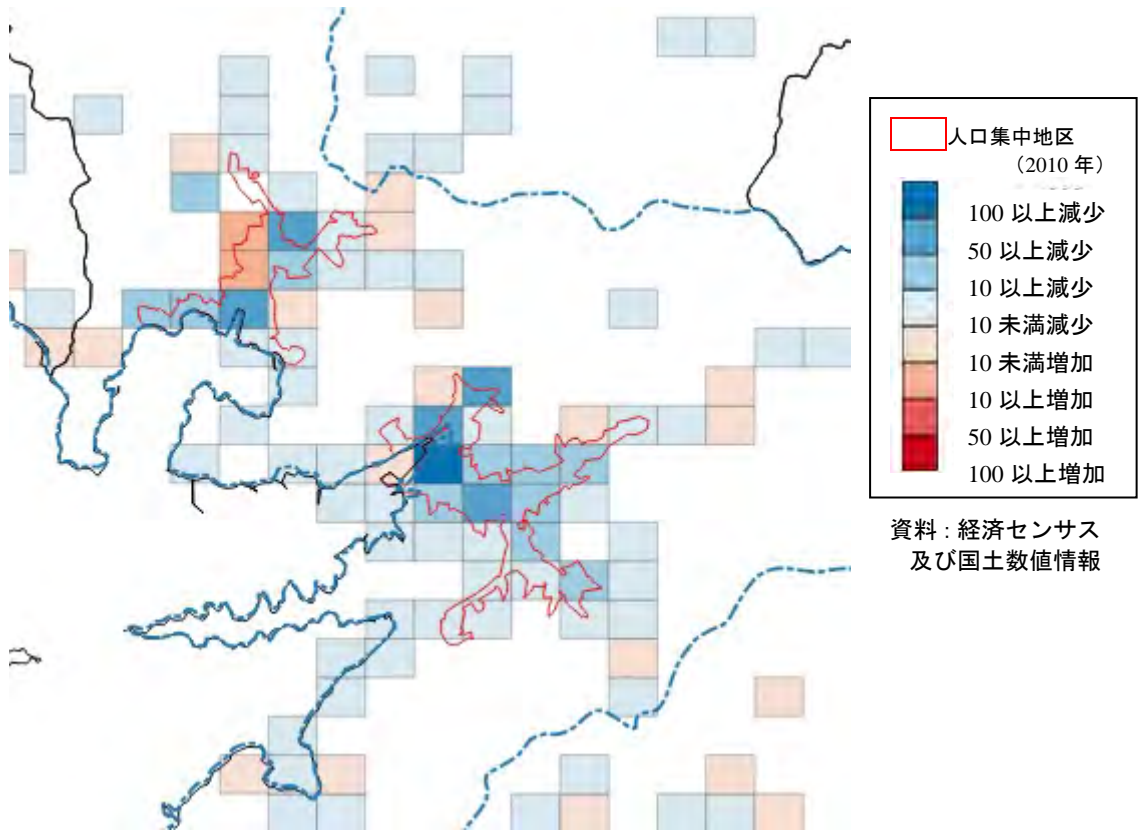 人口集中地区
（2010 年）
100 以上減少
50 以上減少
10 以上減少
10 未満減少
10 未満増加
10 以上増加
50 以上増加
100 以上増加
資料：経済センサス
及び国土数値情報